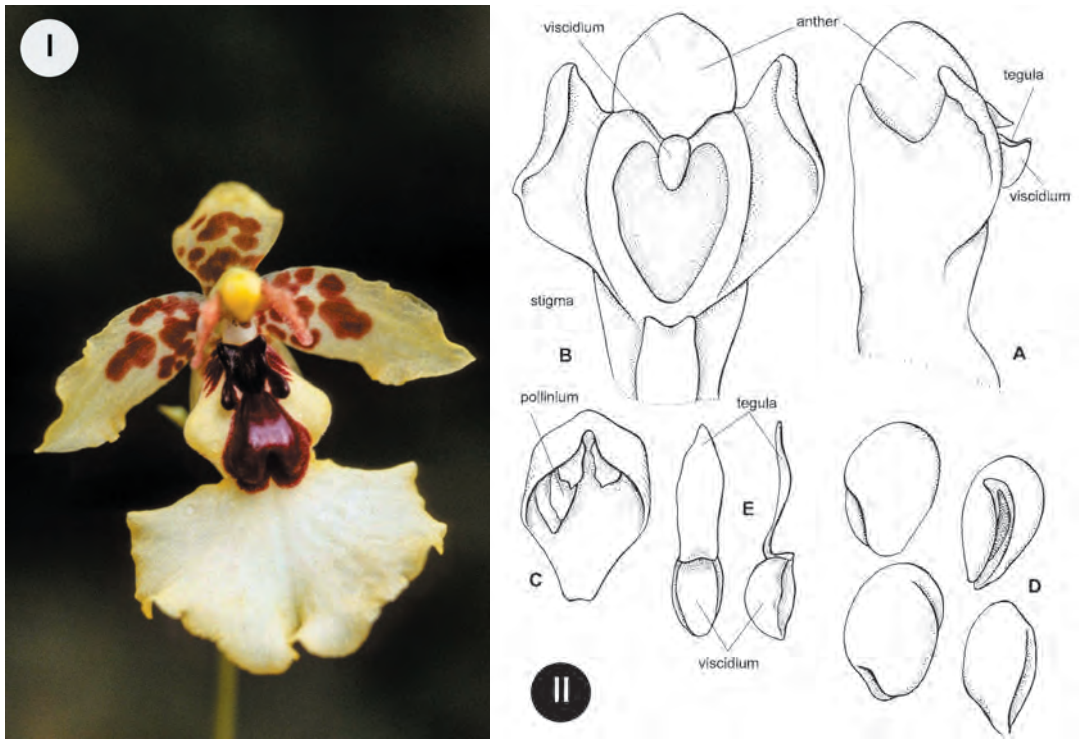 I
viscidium
anther
tegula
viscidium
stigma
B
A
pollinium
tegula
E
C
D
viscidium
II